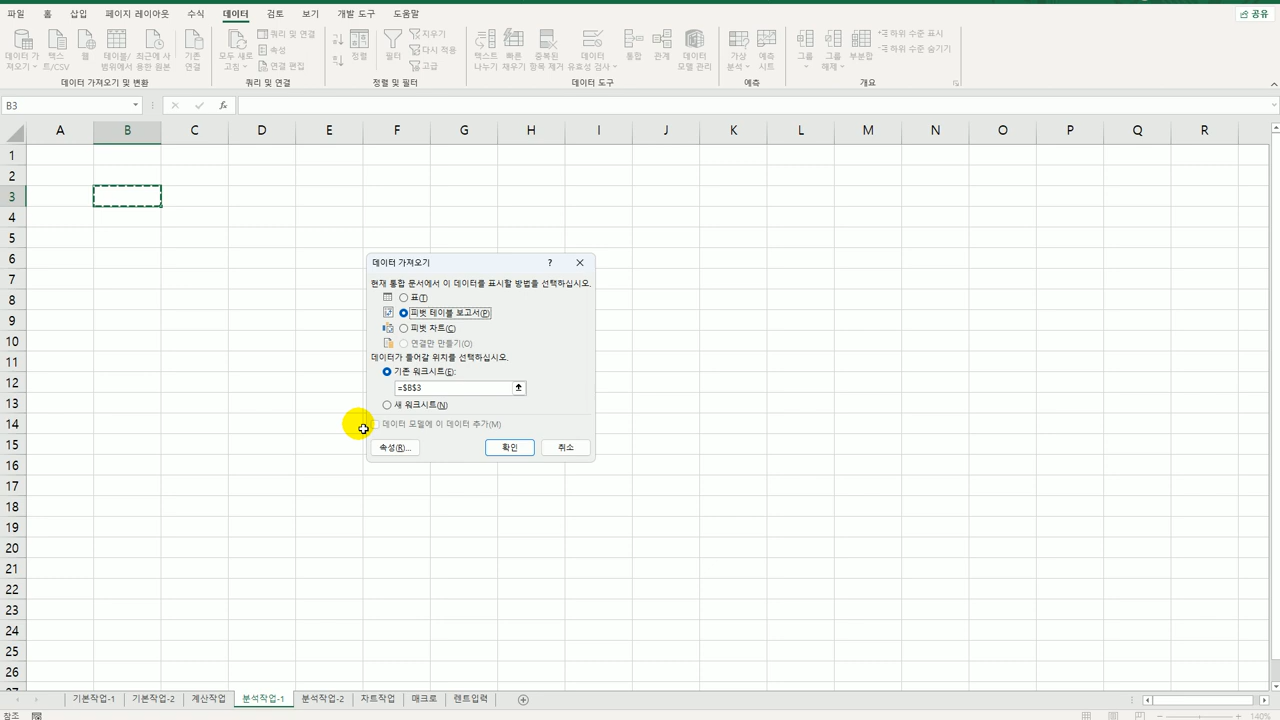 파일 홈 삽입 페이지 레이아웃 수식 데이터 검토 보기 개발 도구 도움말 공유
데이터 가져오기 텍스트/CSV 웹 테이블/범위에서 최근에 사용한 원본 기존 연결 모두 새로 고침 쿼리 및 연결 속성 연결 편집 정렬 필터 지우기 다시 적용 고급 텍스트 나누기 빠른 채우기 중복된 항목 제거 데이터 유효성 검사 통합 관계 데이터 모델 관리 가상 분석 예측 시트 그룹 그룹 해제 부분합 하위 수준 표시 하위 수준 숨기기
데이터 가져오기 및 변환 쿼리 및 연결 정렬 및 필터 데이터 도구 예측 개요
B3 fx
A B C D E F G H I J K L M N O P Q R
1
2
3
4
5
6
7
8
9
10
11
12
13
14
15
16
17
18
19
20
21
22
23
24
25
26
데이터 가져오기 ?
현재 통합 문서에서 이 데이터를 표시할 방법을 선택하십시오.
표(T)
피벗 테이블 보고서(P)
피벗 차트(C)
연결만 만들기(O)
데이터가 들어갈 위치를 선택하십시오.
기존 워크시트(E):
=$B$3
새 워크시트(N)
데이터 모델에 이 데이터 추가(M)
속성(R)... 확인 취소
기본작업-1 기본작업-2 계산작업 분석작업-1 분석작업-2 차트작업 매크로 렌트입력
참조 140%